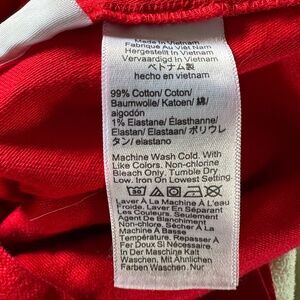 Made In Vietnam
Fabriqué Au Viêt Nam
Vervaardigd In Vietnam
ベトナム製
hecho en vietnam
99% Cotton/ Coton/
Baumwolle/ Katoen/ 綿/
algodón
1% Elastane/ Élasthanne/
Elastan/ Elastaan/ ポリウレ
タン/ elastano
Machine Wash Cold. With
Like Colors. Non-chlorine
Bleach Only. Tumble Dry
Low. Iron On Lowest Setting.
Laver À La Machine À L'eau
Froide. Laver En Séparant
Les Couleurs. Seulement
Agent De Blanchiment
Non-chloré. Sécher À La
Machine À Basse
Température. Repasser À
Fer Doux Si Nécessaire
In Der Maschine Kalt
Waschen, Mit Ähnlichen
Farben Waschen, Nur